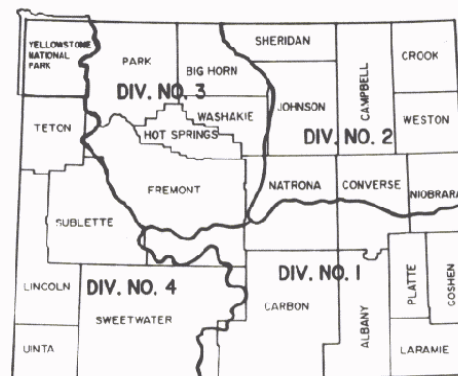 SHERIDAN
YELLOWSTONE
NATIONAL
PARK
PARK
BIG HORN
CROOK
CAMPBELL
DIV. NO. 3
JOHNSON
WASHAKIE
WESTON
TETON
HOT SPRINGS
DIV. NO. 2
FREMONT
NATRONA
CONVERSE
NIOBRARA
SUBLETTE
LINCOLN
DIV. NO. 4
DIV. NO. 1
PLATTE
GOSHEN
CARBON
SWEETWATER
ALBANY
UINTA
LARAMIE